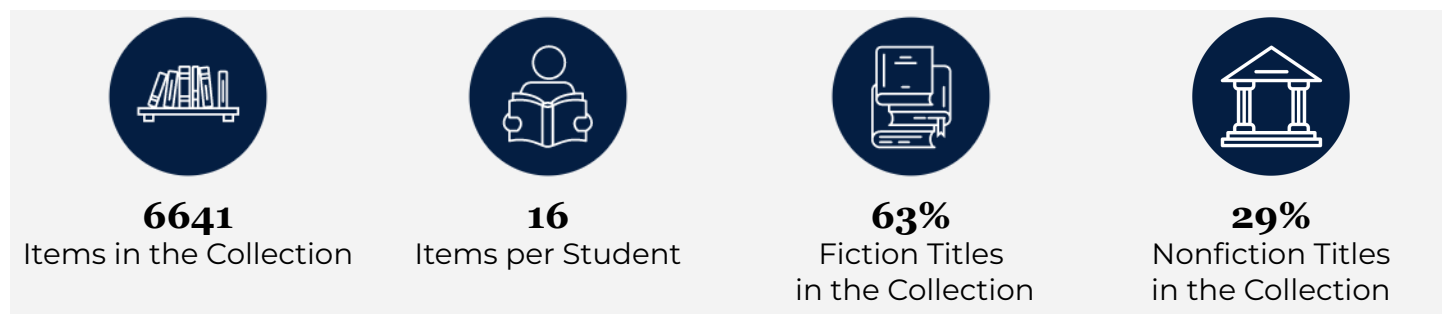 6641
Items in the Collection
16
Items per Student
63%
Fiction Titles
in the Collection
29%
Nonfiction Titles
in the Collection